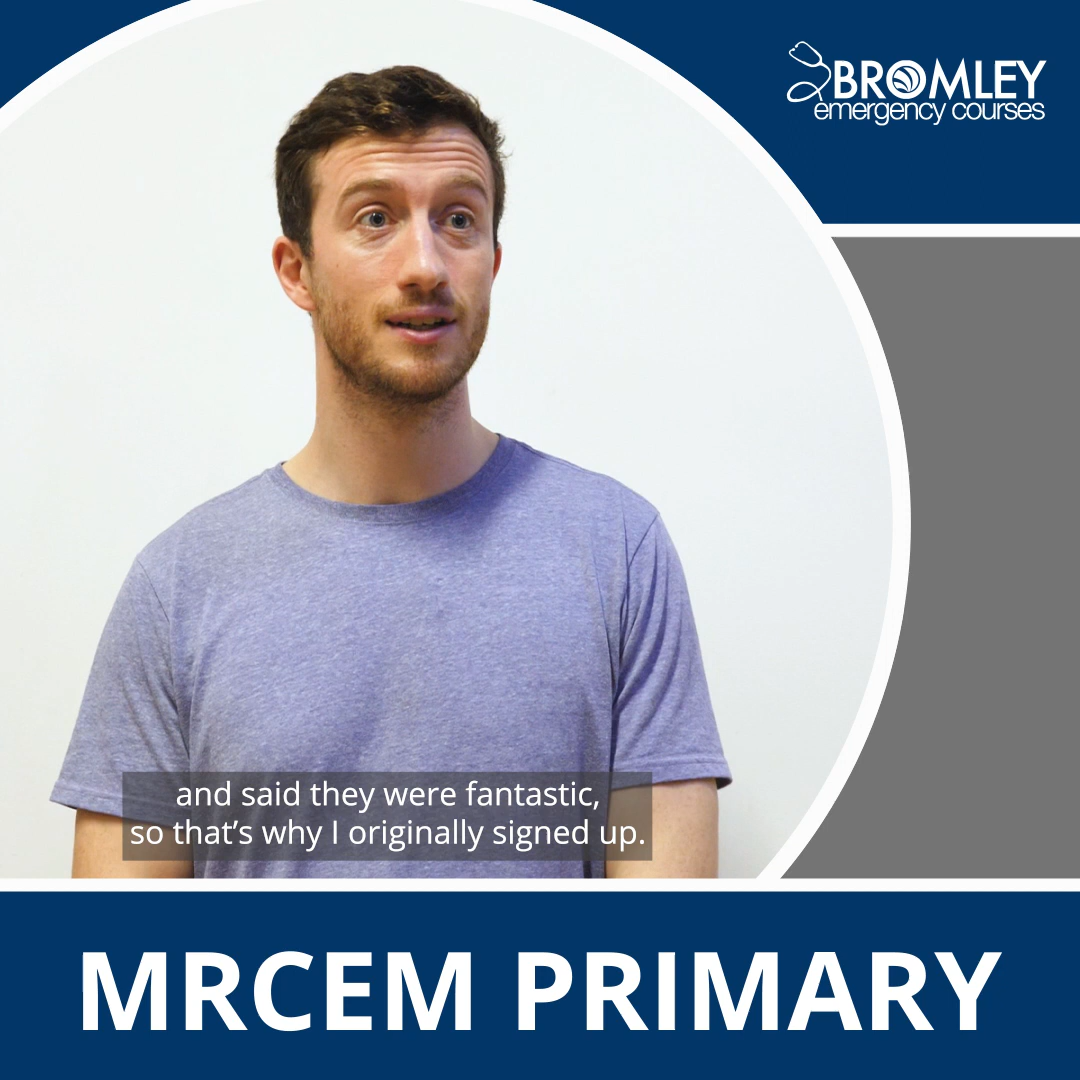 BROMLEY
emergency courses
and said they were fantastic,
so that’s why I originally signed up.
MRCEM PRIMARY